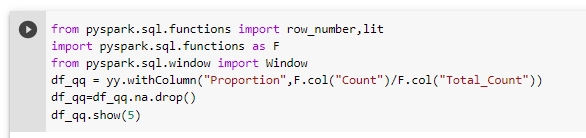 from pyspark.sql.functions import row_number,lit
import pyspark.sql.functions as F
from pyspark.sql.window import Window
df_qq = yy.withColumn("Proportion",F.col("Count")/F.col("Total_Count"))
df_qq=df_qq.na.drop()
df_qq.show(5)